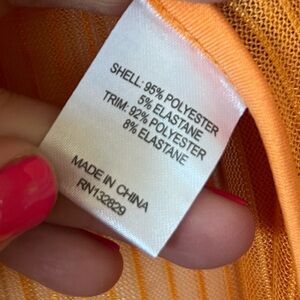 SHELL: 95% POLYESTER
5% ELASTANE
TRIM: 92% POLYESTER
8% ELASTANE
MADE IN CHINA
RN132829